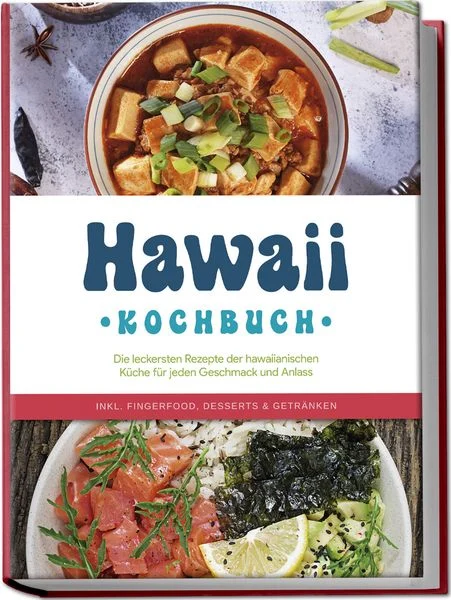 Hawaii
• KOCHBUCH •
Die leckersten Rezepte der hawaiianischen
Küche für jeden Geschmack und Anlass
INKL. FINGERFOOD, DESSERTS & GETRÄNKEN